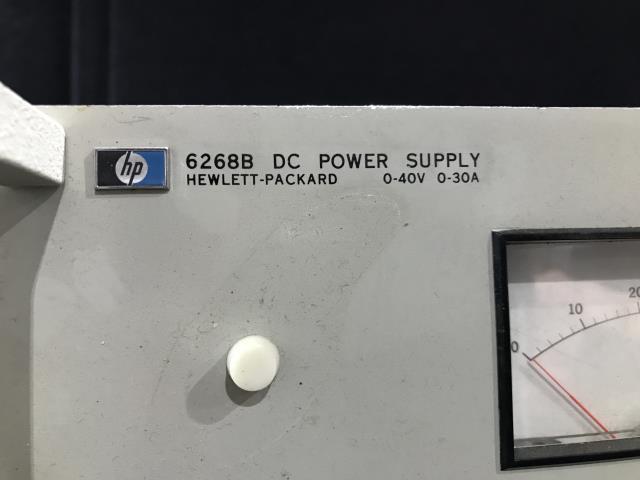 hp
6268B DC POWER SUPPLY
HEWLETT-PACKARD 0-40V 0-30A
0 10 20